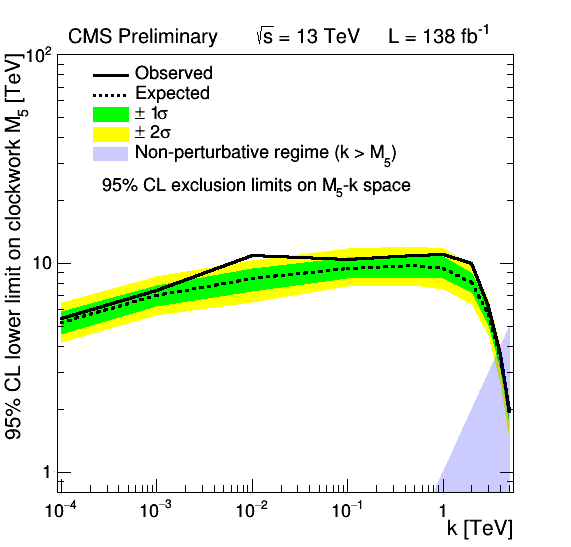 CMS Preliminary √s = 13 TeV L = 138 fb⁻¹
95% CL lower limit on clockwork M₅ [TeV]
10²
10
1
Observed
Expected
± 1σ
± 2σ
Non-perturbative regime (k > M₅)
95% CL exclusion limits on M₅-k space
10⁻⁴ 10⁻³ 10⁻² 10⁻¹ 1
k [TeV]